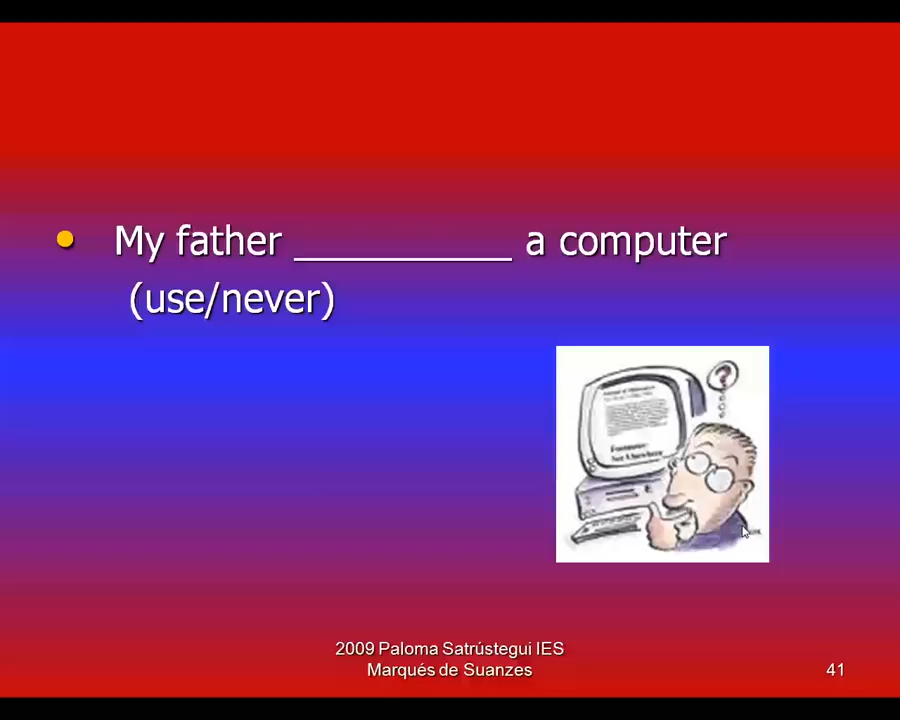 My father __________ a computer
(use/never)
2009 Paloma Satrústegui IES
Marqués de Suanzes
41